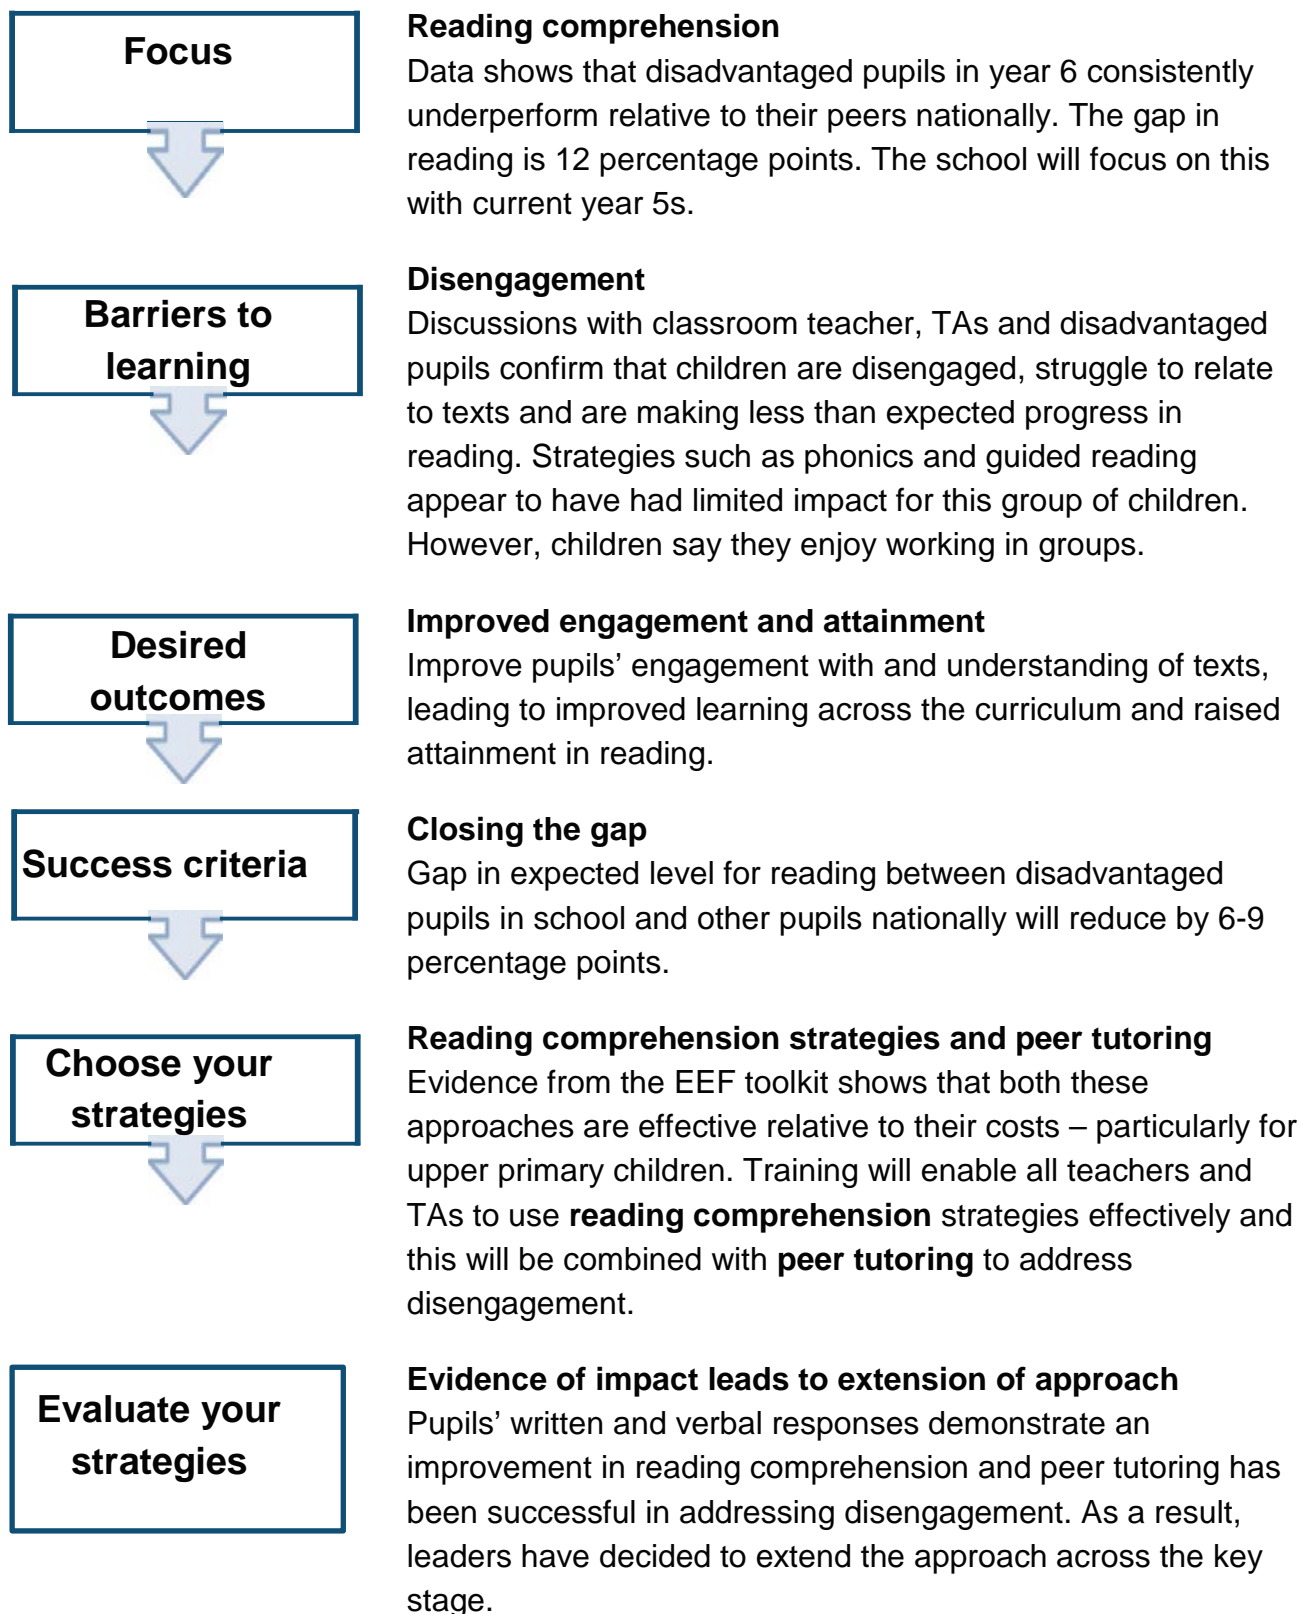 Focus
Reading comprehension
Data shows that disadvantaged pupils in year 6 consistently
underperform relative to their peers nationally. The gap in
reading is 12 percentage points. The school will focus on this
with current year 5s.
Barriers to
learning
Disengagement
Discussions with classroom teacher, TAs and disadvantaged
pupils confirm that children are disengaged, struggle to relate
to texts and are making less than expected progress in
reading. Strategies such as phonics and guided reading
appear to have had limited impact for this group of children.
However, children say they enjoy working in groups.
Desired
outcomes
Improved engagement and attainment
Improve pupils’ engagement with and understanding of texts,
leading to improved learning across the curriculum and raised
attainment in reading.
Success criteria
Closing the gap
Gap in expected level for reading between disadvantaged
pupils in school and other pupils nationally will reduce by 6-9
percentage points.
Choose your
strategies
Reading comprehension strategies and peer tutoring
Evidence from the EEF toolkit shows that both these
approaches are effective relative to their costs – particularly for
upper primary children. Training will enable all teachers and
TAs to use reading comprehension strategies effectively and
this will be combined with peer tutoring to address
disengagement.
Evaluate your
strategies
Evidence of impact leads to extension of approach
Pupils’ written and verbal responses demonstrate an
improvement in reading comprehension and peer tutoring has
been successful in addressing disengagement. As a result,
leaders have decided to extend the approach across the key
stage.